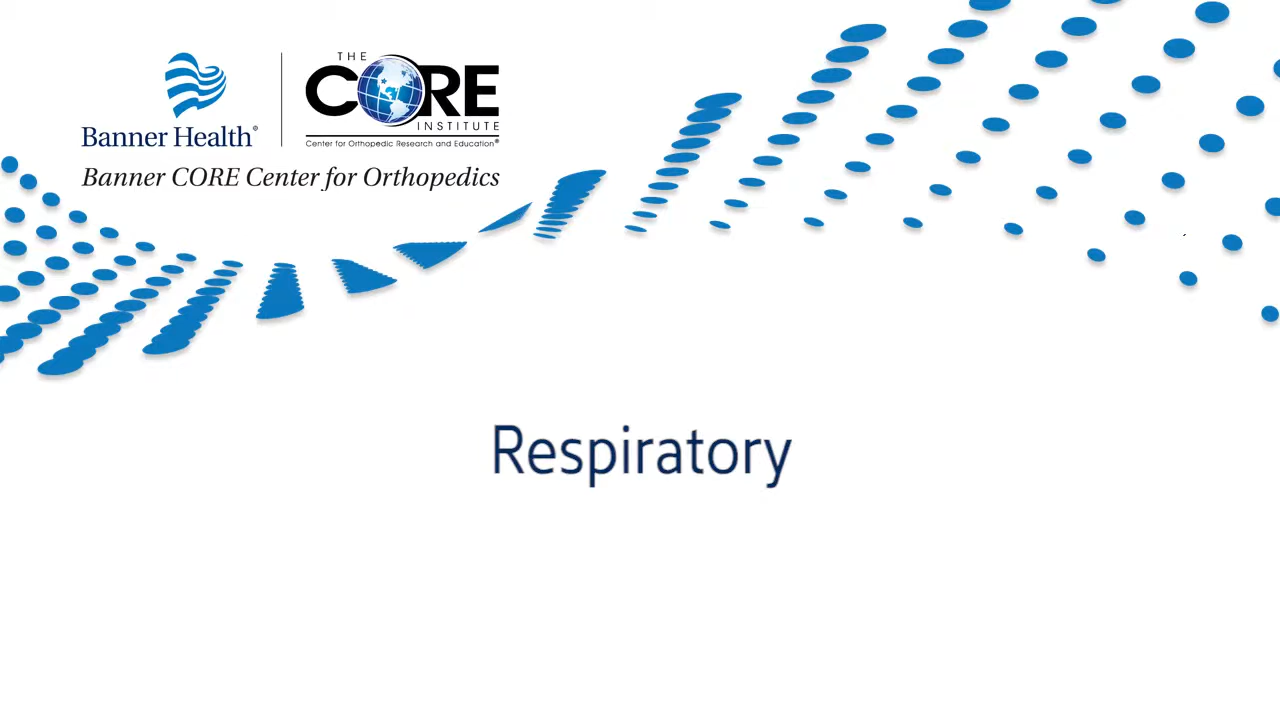 THE
CORE
INSTITUTE
Center for Orthopedic Research and Education®
Banner Health®
Banner CORE Center for Orthopedics
Respiratory